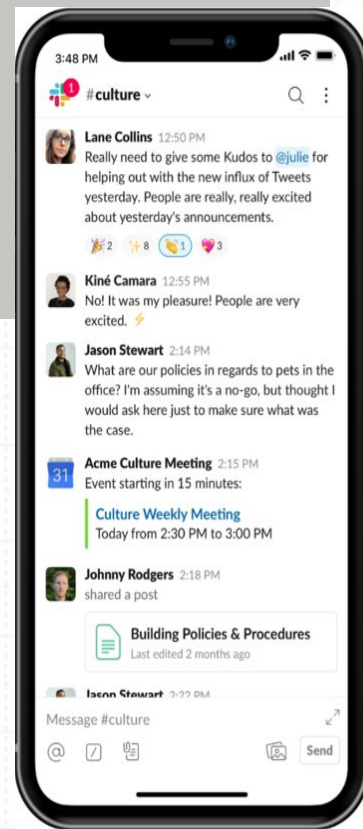 3:48 PM
1
#culture
Lane Collins 12:50 PM
Really need to give some Kudos to @julie for
helping out with the new influx of Tweets
yesterday. People are really, really excited
about yesterday's announcements.
2 8 1 3
Kiné Camara 12:55 PM
No! It was my pleasure! People are very
excited. ⚡
Jason Stewart 2:14 PM
What are our policies in regards to pets in the
office? I'm assuming it's a no-go, but thought I
would ask here just to make sure what was
the case.
31
Acme Culture Meeting 2:15 PM
Event starting in 15 minutes:
Culture Weekly Meeting
Today from 2:30 PM to 3:00 PM
Johnny Rodgers 2:18 PM
shared a post
Building Policies & Procedures
Last edited 2 months ago
Jason Stewart 2:22 PM
Message #culture
@ Send